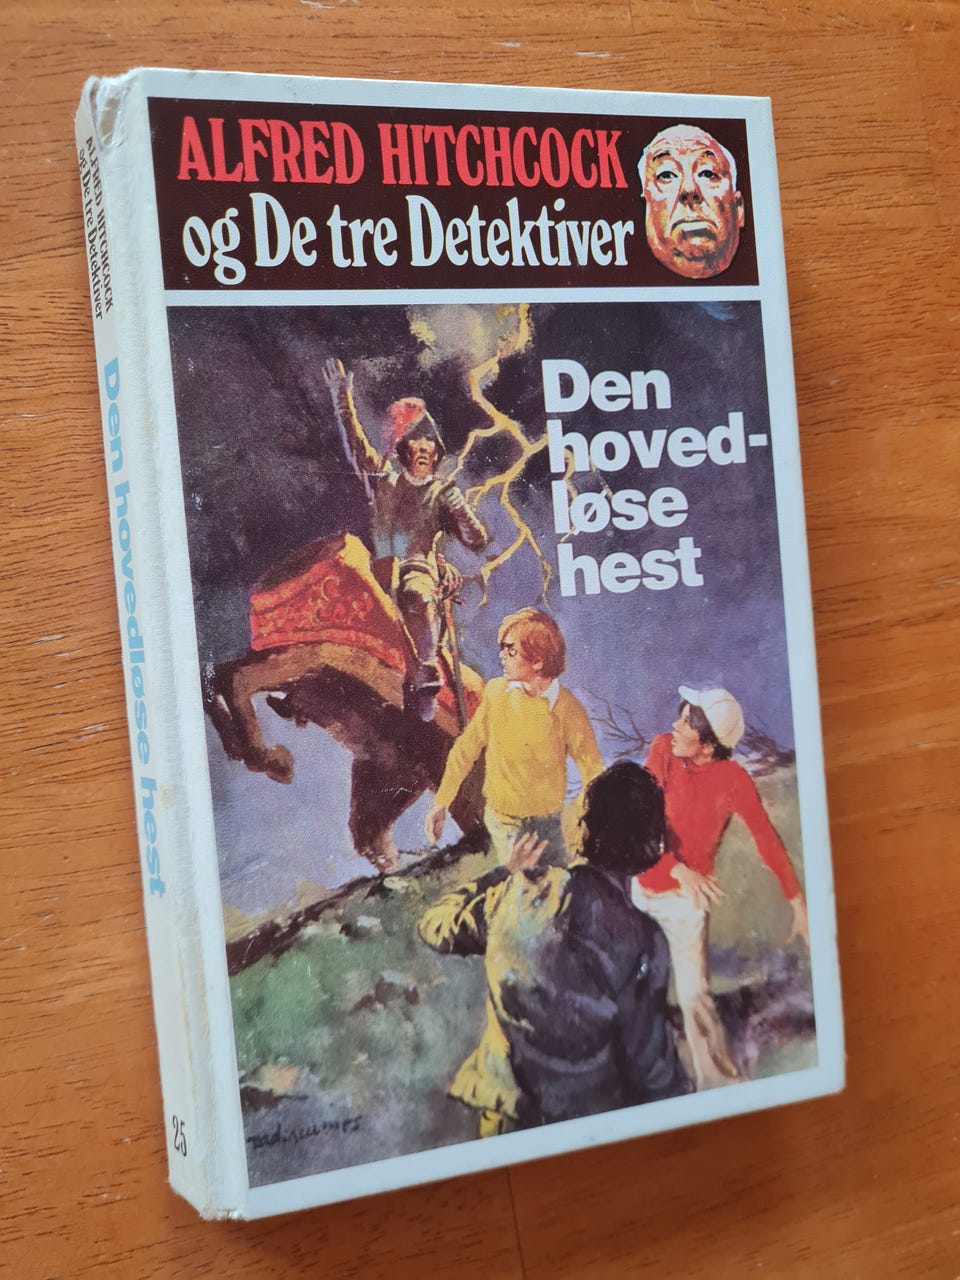 ALFRED HITCHCOCK
og De tre Detektiver
Den
hoved-
løse
hest
ALFRED HITCHCOCK
og De tre Detektiver
Den hovedløse hest
25